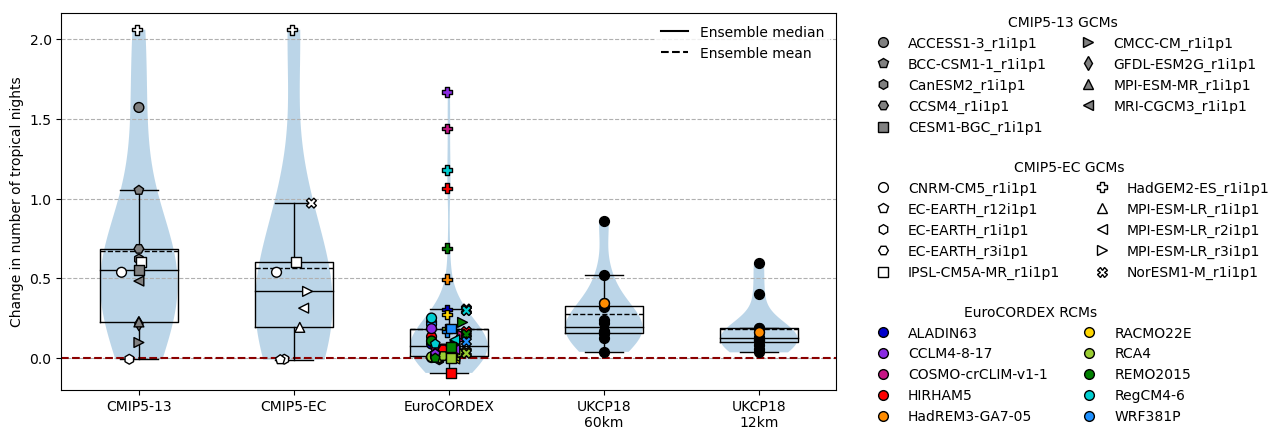 Change in number of tropical nights
2.0
1.5
1.0
0.5
0.0
Ensemble median
Ensemble mean
CMIP5-13
CMIP5-EC
EuroCORDEX
UKCP18
60km
UKCP18
12km
CMIP5-13 GCMs
ACCESS1-3_r1i1p1
BCC-CSM1-1_r1i1p1
CanESM2_r1i1p1
CCSM4_r1i1p1
CESM1-BGC_r1i1p1
CMCC-CM_r1i1p1
GFDL-ESM2G_r1i1p1
MPI-ESM-MR_r1i1p1
MRI-CGCM3_r1i1p1
CMIP5-EC GCMs
CNRM-CM5_r1i1p1
EC-EARTH_r12i1p1
EC-EARTH_r1i1p1
EC-EARTH_r3i1p1
IPSL-CM5A-MR_r1i1p1
HadGEM2-ES_r1i1p1
MPI-ESM-LR_r1i1p1
MPI-ESM-LR_r2i1p1
MPI-ESM-LR_r3i1p1
NorESM1-M_r1i1p1
EuroCORDEX RCMs
ALADIN63
CCLM4-8-17
COSMO-crCLIM-v1-1
HIRHAM5
HadREM3-GA7-05
RACMO22E
RCA4
REMO2015
RegCM4-6
WRF381P